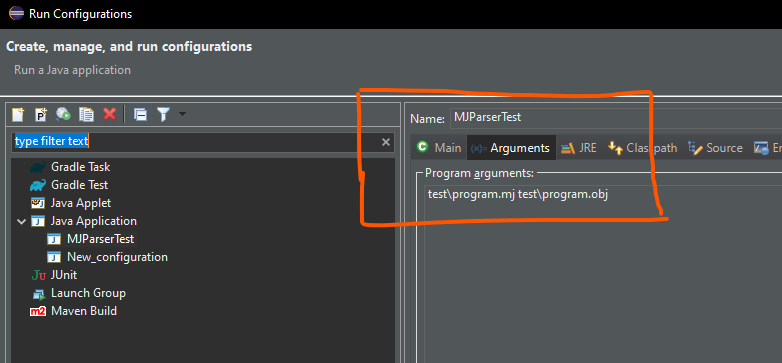 Run Configurations
Create, manage, and run configurations
Run a Java application
Name: MJParserTest
type filter text
Main Arguments JRE Classpath Source En
Gradle Task
Gradle Test
Java Applet
Java Application
MJParserTest
New_configuration
JUnit
Launch Group
Maven Build
Program arguments:
test\program.mj test\program.obj